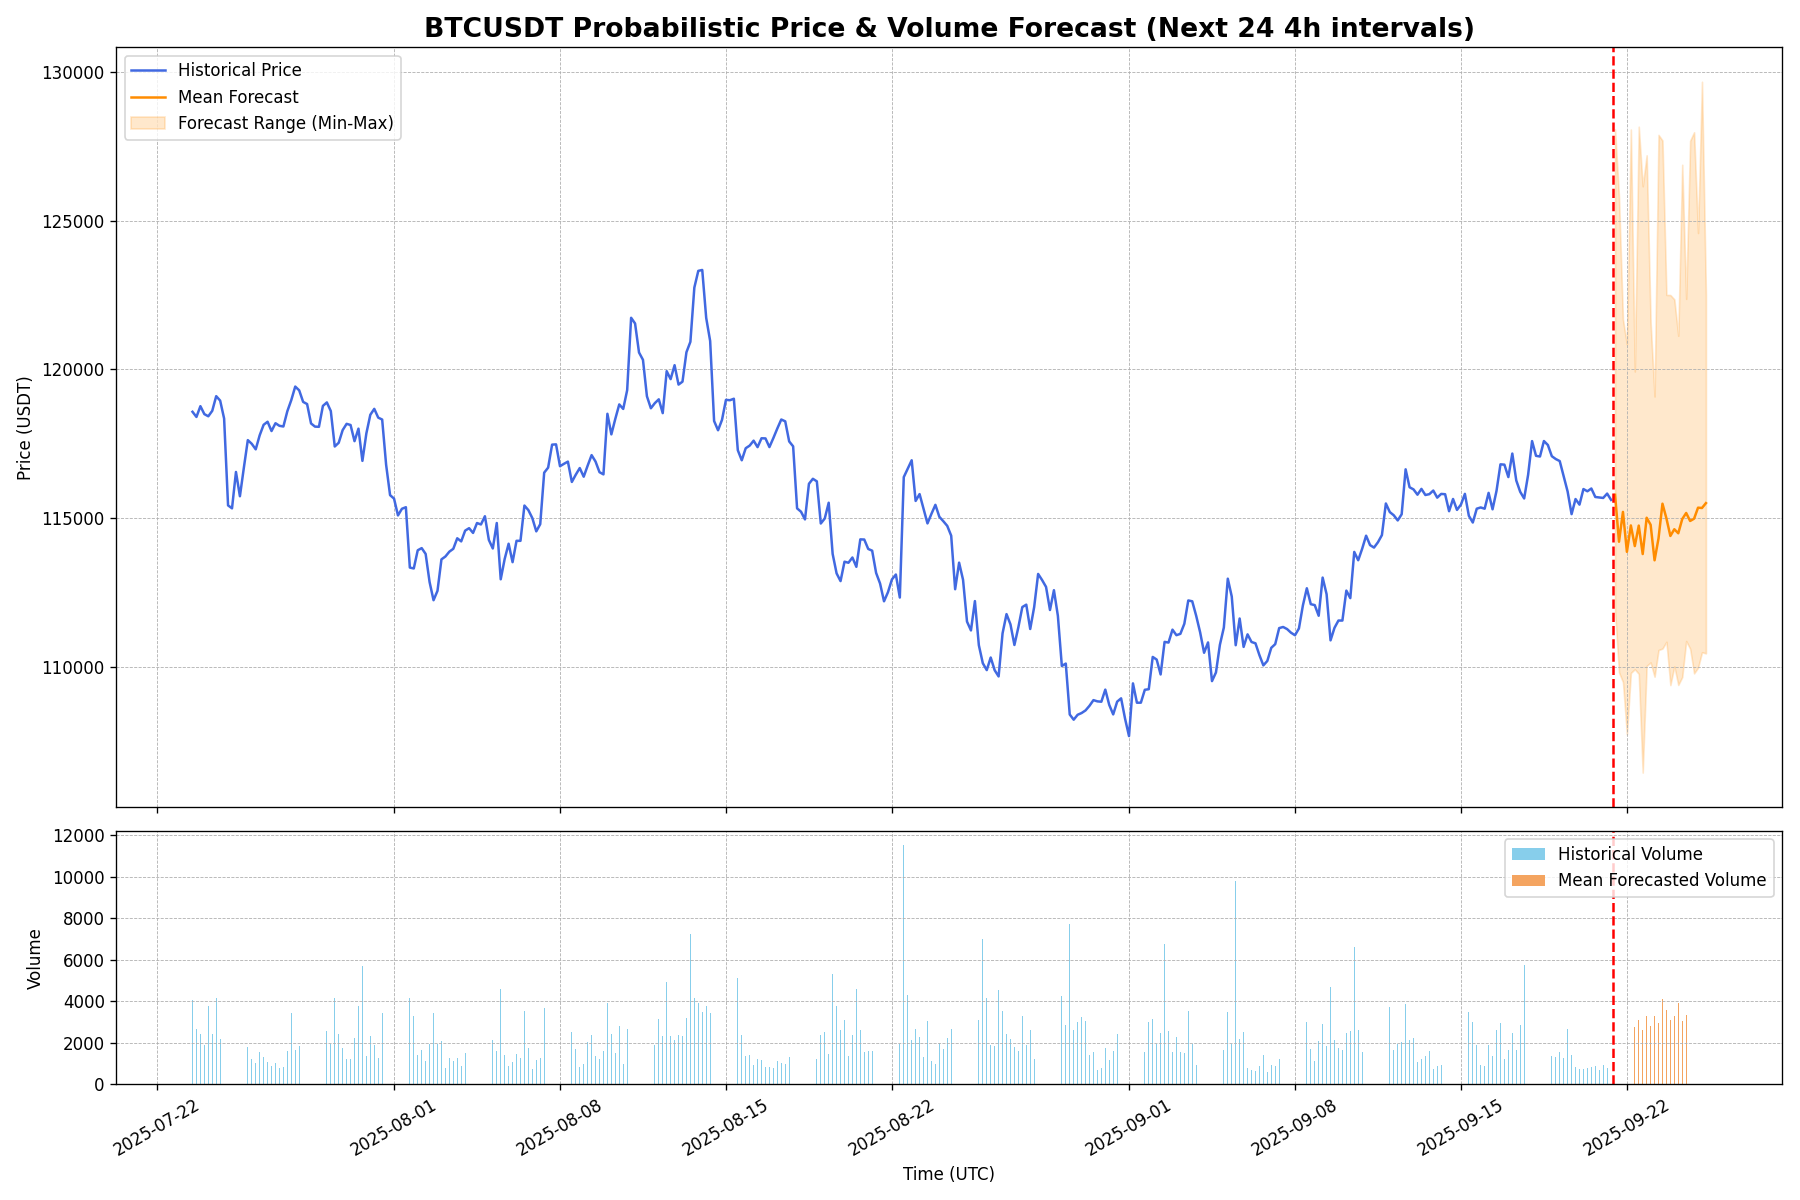 BTCUSDT Probabilistic Price & Volume Forecast (Next 24 4h intervals)
Historical Price
Mean Forecast
Forecast Range (Min-Max)
130000
125000
120000
115000
110000
Price (USDT)
12000
10000
8000
6000
4000
2000
0
Volume
Historical Volume
Mean Forecasted Volume
2025-07-22
2025-08-01
2025-08-08
2025-08-15
2025-08-22
2025-09-01
2025-09-08
2025-09-15
2025-09-22
Time (UTC)